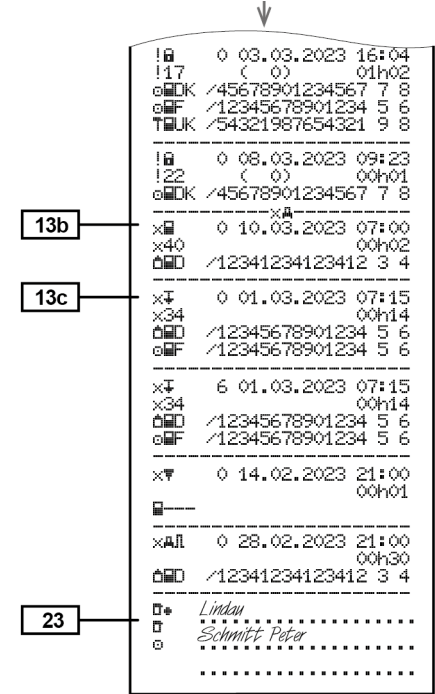 ! 0 03.03.2023 16:04
!17 ( 0) 01h02
DK /45678901234567 7 8
F /12345678901234 5 6
UK /54321987654321 9 8
! 0 08.03.2023 09:23
!22 ( 0) 00h01
DK /45678901234567 7 8
×
13b
× 0 10.03.2023 07:00
×40 00h02
D /12341234123412 3 4
13c
× 0 01.03.2023 07:15
×34 00h14
D /12345678901234 5 6
F /12345678901234 5 6
× 6 01.03.2023 07:15
×34 00h14
D /12345678901234 5 6
F /12345678901234 5 6
× 0 14.02.2023 21:00
00h01
---
× 0 28.02.2023 21:00
00h30
D /12341234123412 3 4
23
Lindau
Schmitt Peter